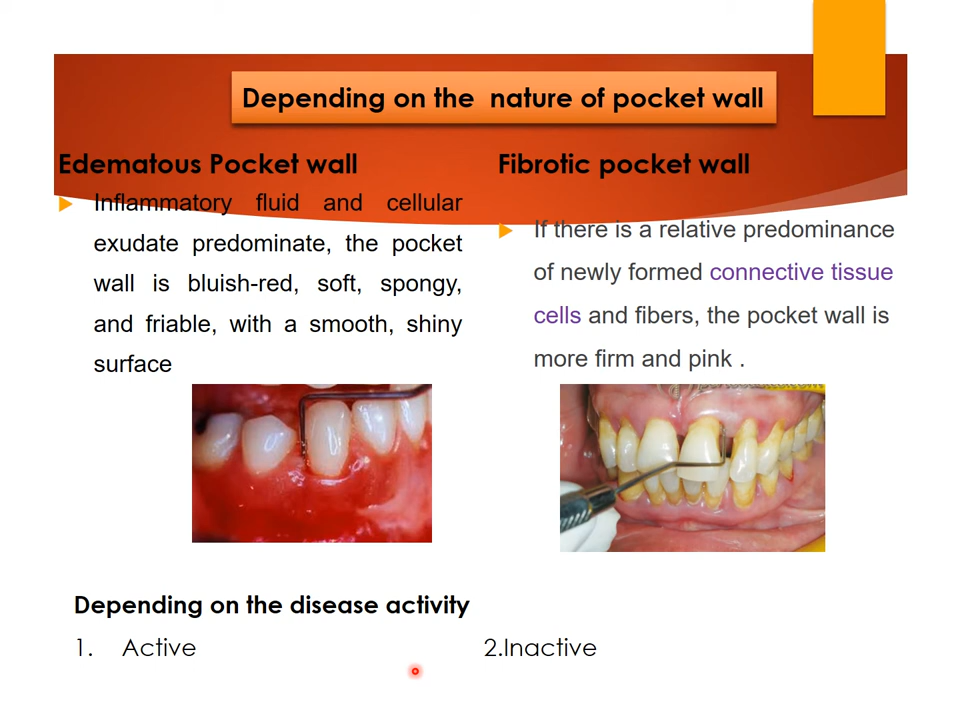 Depending on the nature of pocket wall
Edematous Pocket wall
Inflammatory fluid and cellular
exudate predominate, the pocket
wall is bluish-red, soft, spongy,
and friable, with a smooth, shiny
surface
Fibrotic pocket wall
If there is a relative predominance
of newly formed connective tissue
cells and fibers, the pocket wall is
more firm and pink .
Depending on the disease activity
1. Active
2.Inactive